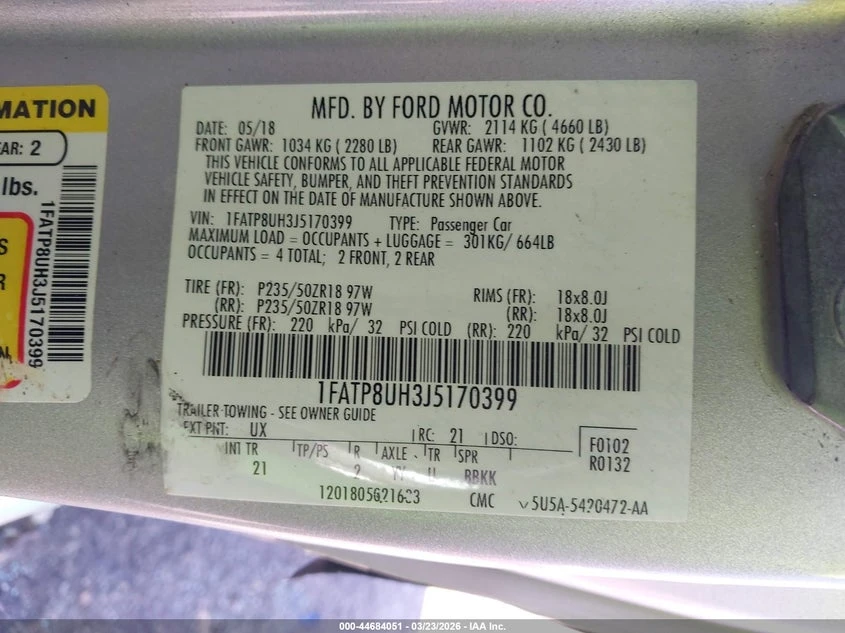 MATION
EAR: 2
lbs.
1FATP8UH3J5170399
MFD. BY FORD MOTOR CO.
DATE: 05/18 GVWR: 2114 KG ( 4660 LB)
FRONT GAWR: 1034 KG ( 2280 LB) REAR GAWR: 1102 KG ( 2430 LB)
THIS VEHICLE CONFORMS TO ALL APPLICABLE FEDERAL MOTOR
VEHICLE SAFETY, BUMPER, AND THEFT PREVENTION STANDARDS
IN EFFECT ON THE DATE OF MANUFACTURE SHOWN ABOVE.
VIN: 1FATP8UH3J5170399 TYPE: Passenger Car
MAXIMUM LOAD = OCCUPANTS + LUGGAGE = 301KG/ 664LB
OCCUPANTS = 4 TOTAL; 2 FRONT, 2 REAR
TIRE (FR): P235/50ZR18 97W RIMS (FR): 18x8.0J
(RR): P235/50ZR18 97W (RR): 18x8.0J
PRESSURE (FR): 220 kPa/ 32 PSI COLD (RR): 220 kPa/ 32 PSI COLD
1FATP8UH3J5170399
TRAILER TOWING - SEE OWNER GUIDE
EXT PNT: UX RC: 21 DSO: F0102
INT TR TP/PS R AXLE TR SPR R0132
21 2 BBKK
CMC 5U5A-5420472-AA
000-44684051 | 03/23/2026 - IAA Inc.